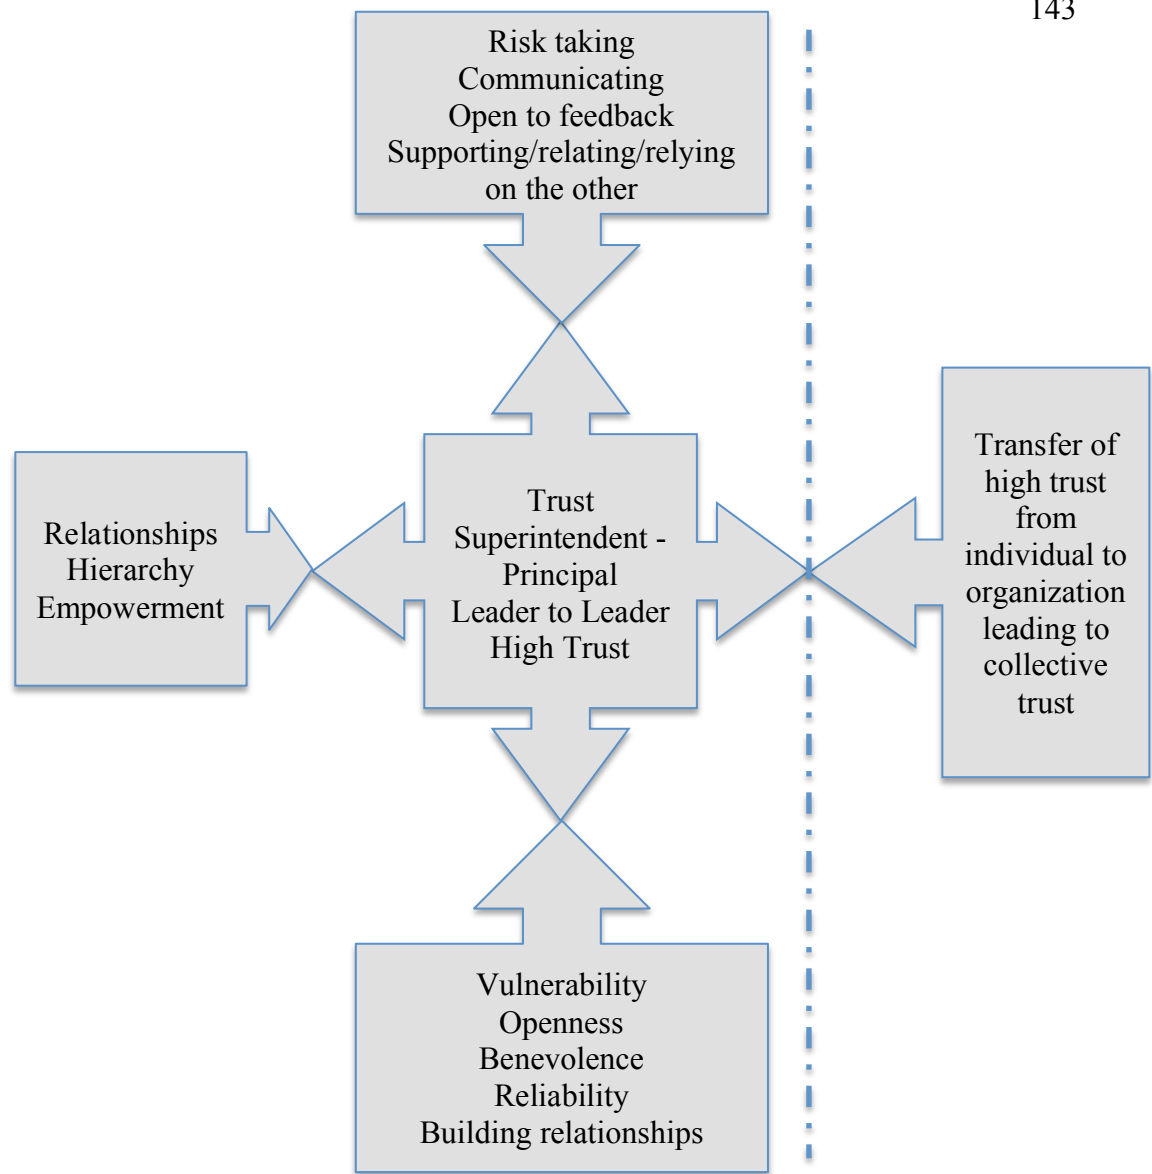 143
Risk taking
Communicating
Open to feedback
Supporting/relating/relying
on the other
Relationships
Hierarchy
Empowerment
Trust
Superintendent -
Principal
Leader to Leader
High Trust
Transfer of
high trust
from
individual to
organization
leading to
collective
trust
Vulnerability
Openness
Benevolence
Reliability
Building relationships